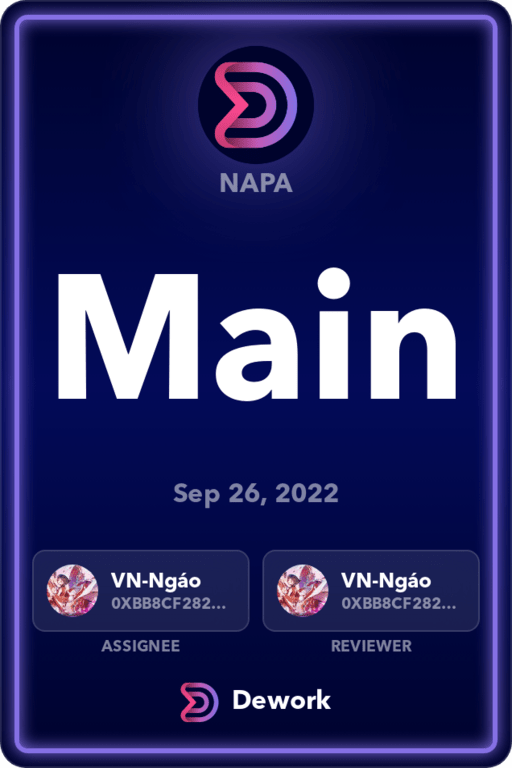 NAPA
Main
Sep 26, 2022
VN-Ngáo
0XBB8CF282...
ASSIGNEE
VN-Ngáo
0XBB8CF282...
REVIEWER
Dework